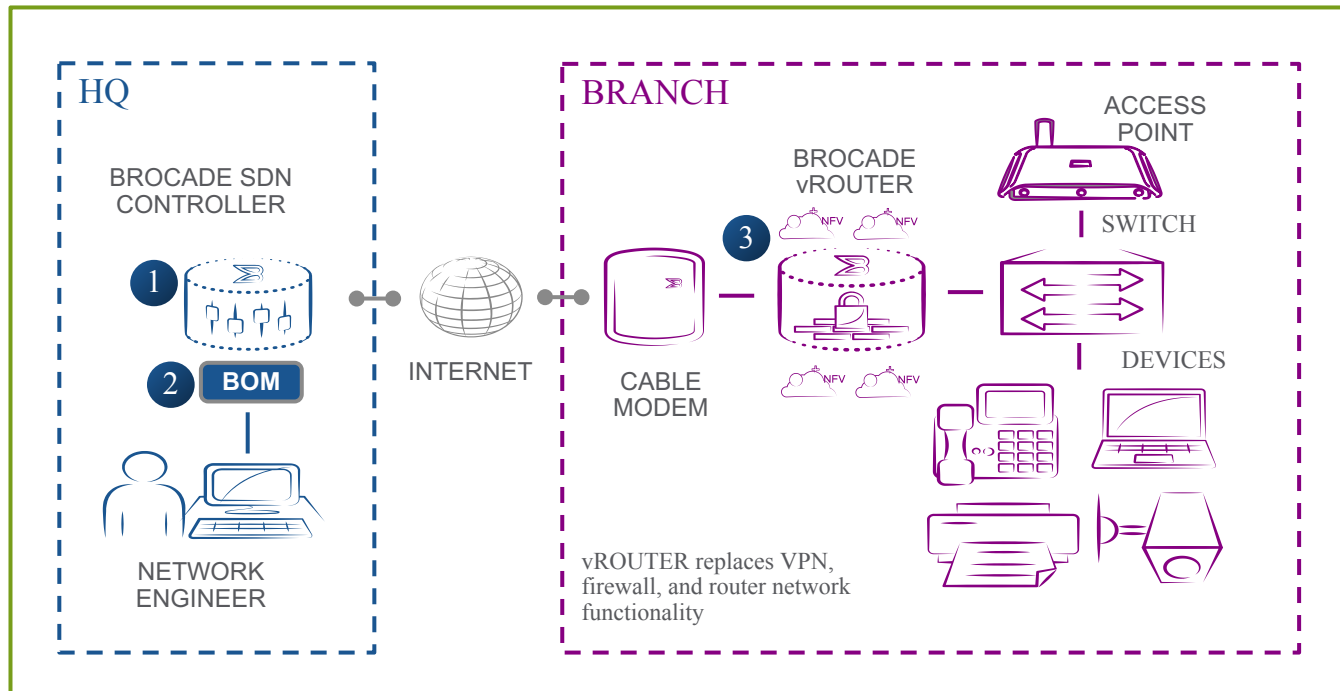 HQ
BROCADE SDN
CONTROLLER
1
2
BOM
NETWORK
ENGINEER
INTERNET
BRANCH
CABLE
MODEM
BROCADE
vROUTER
3
NFV
NFV
NFV
NFV
ACCESS
POINT
SWITCH
DEVICES
vROUTER replaces VPN,
firewall, and router network
functionality